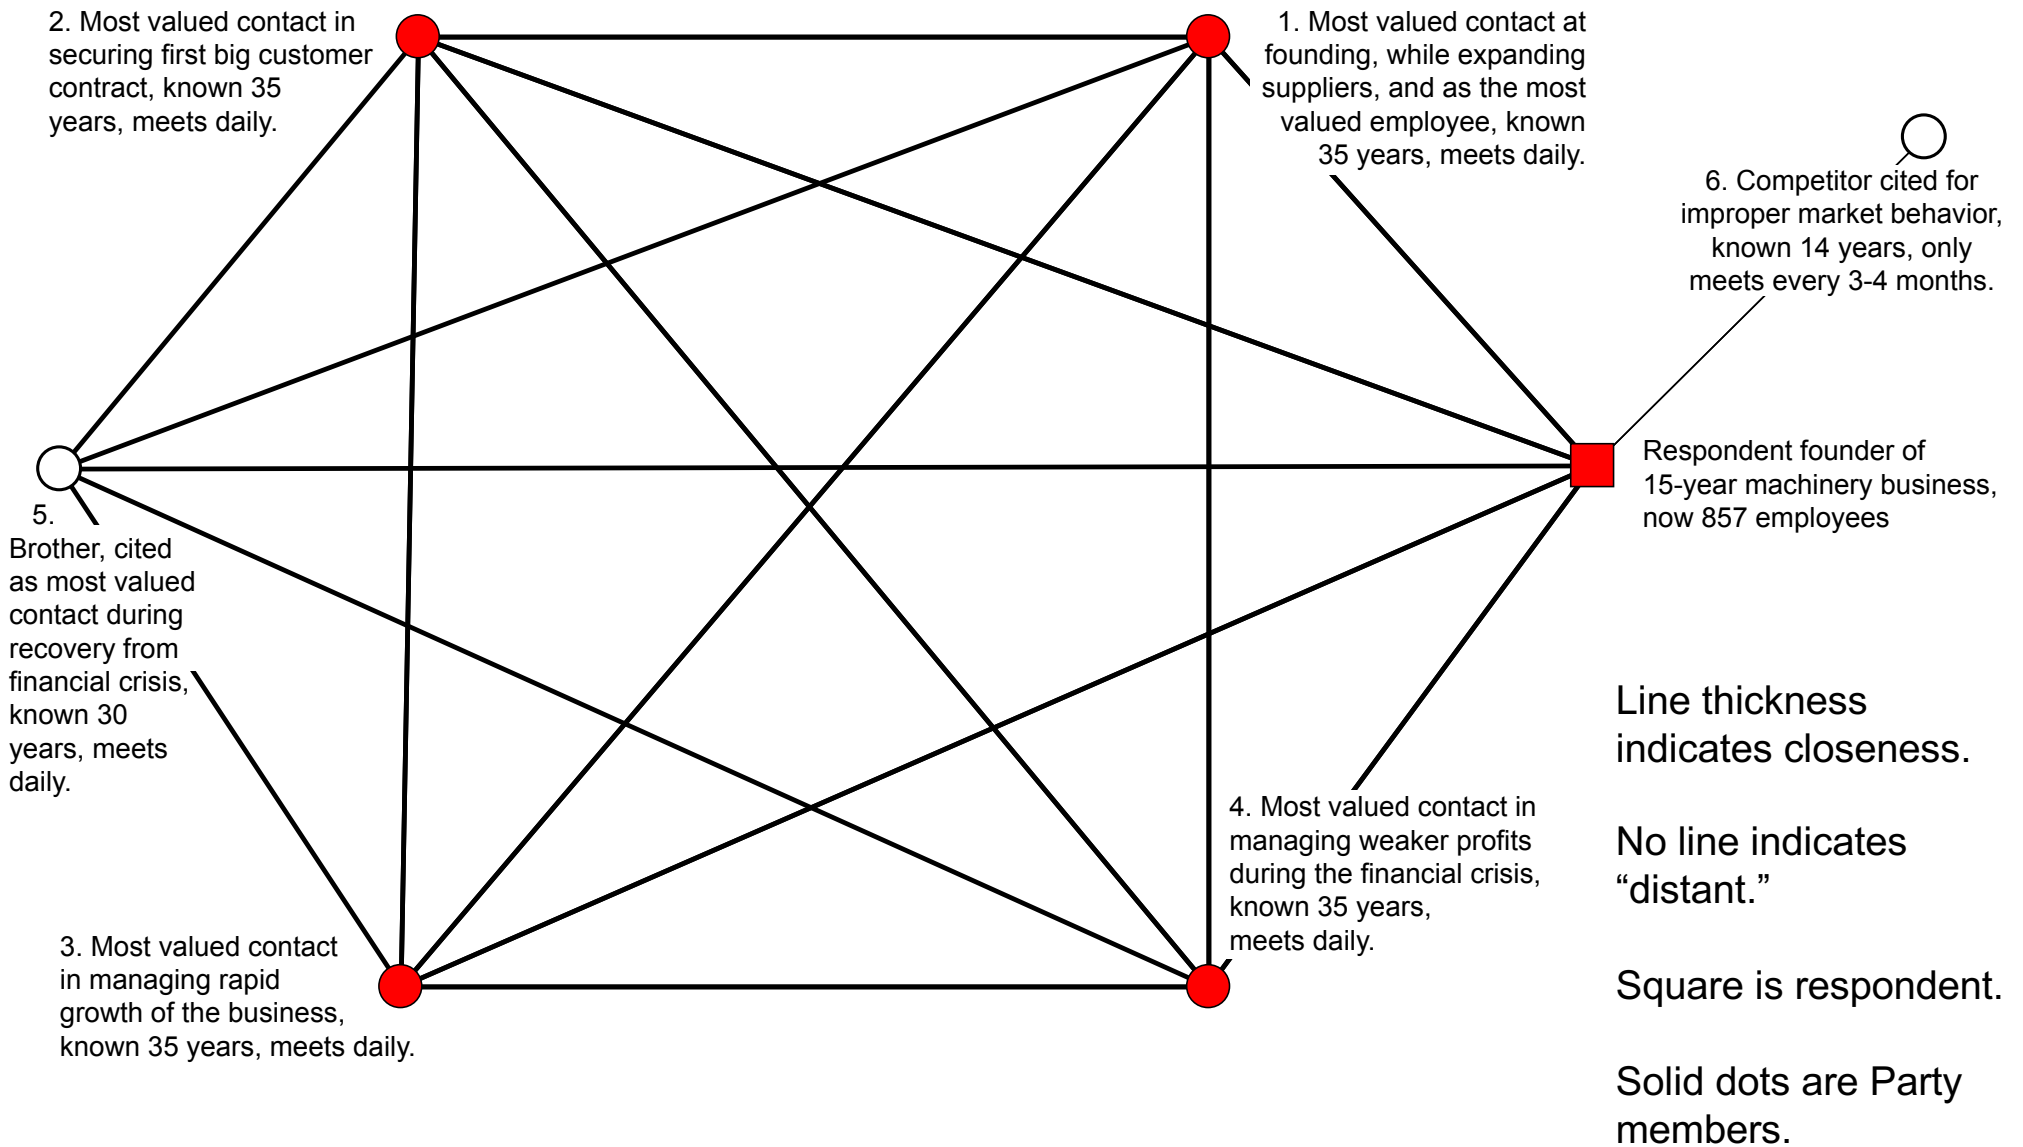 2. Most valued contact in
securing first big customer
contract, known 35
years, meets daily.
1. Most valued contact at
founding, while expanding
suppliers, and as the most
valued employee, known
35 years, meets daily.
6. Competitor cited for
improper market behavior,
known 14 years, only
meets every 3-4 months.
Respondent founder of
15-year machinery business,
now 857 employees
5.
Brother, cited
as most valued
contact during
recovery from
financial crisis,
known 30
years, meets
daily.
4. Most valued contact in
managing weaker profits
during the financial crisis,
known 35 years,
meets daily.
3. Most valued contact
in managing rapid
growth of the business,
known 35 years, meets daily.
Line thickness
indicates closeness.
No line indicates
“distant.”
Square is respondent.
Solid dots are Party
members.